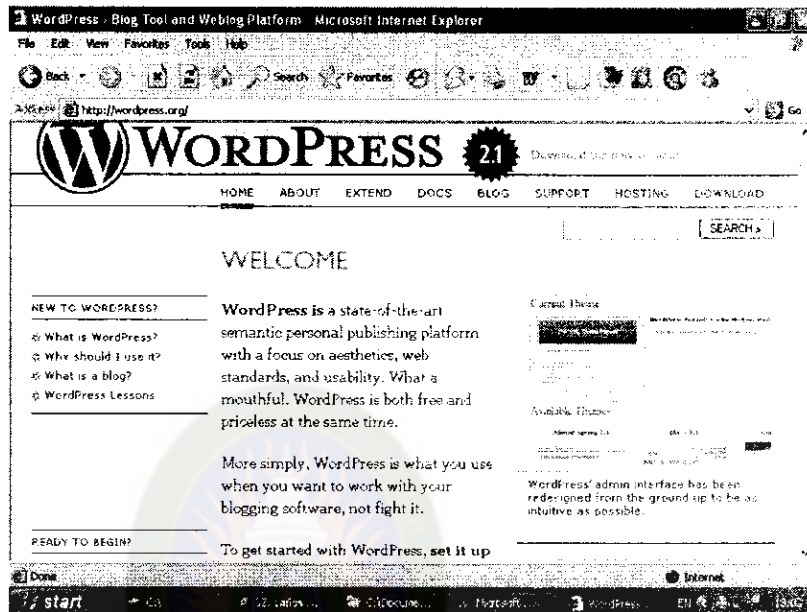 WordPress › Blog Tool and Weblog Platform - Microsoft Internet Explorer
File Edit View Favorites Tools Help
Back Search Favorites
Address http://wordpress.org/ Go
WORDPRESS 2.1
HOME ABOUT EXTEND DOCS BLOG SUPPORT HOSTING DOWNLOAD
SEARCH »
WELCOME
NEW TO WORDPRESS?
What is WordPress?
Why should I use it?
What is a blog?
WordPress Lessons
READY TO BEGIN?
WordPress is a state-of-the-art
semantic personal publishing platform
with a focus on aesthetics, web
standards, and usability. What a
mouthful. WordPress is both free and
priceless at the same time.
More simply, WordPress is what you use
when you want to work with your
blogging software, not fight it.
To get started with WordPress, set it up
Current Theme
Available Themes
WordPress' admin interface has been
redesigned from the ground up to be as
intuitive as possible.
Done Internet
start Microsoft... WordPress EN